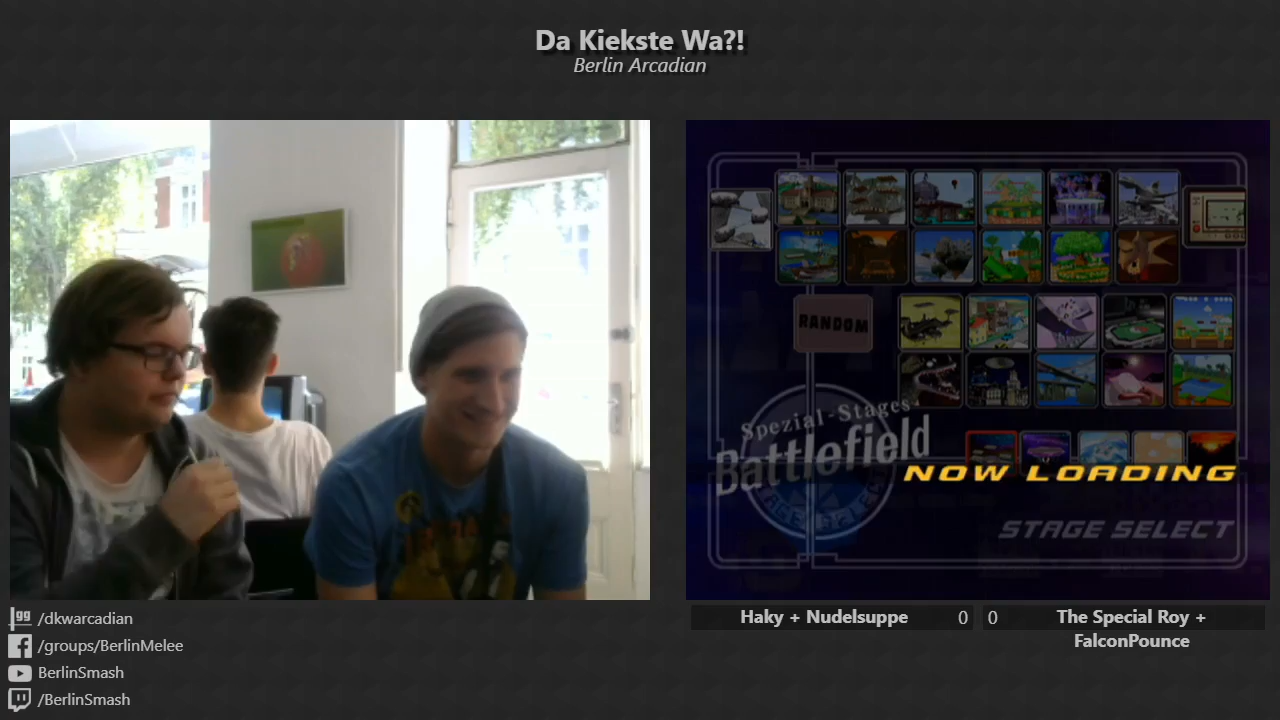 Da Kiekste Wa?!
Berlin Arcadian
RANDOM
Spezial-Stages
Battlefield
NOW LOADING
STAGE SELECT
Haky + Nudelsuppe 0 0 The Special Roy +
FalconPounce
gg /dkwarcadian
/groups/BerlinMelee
BerlinSmash
/BerlinSmash